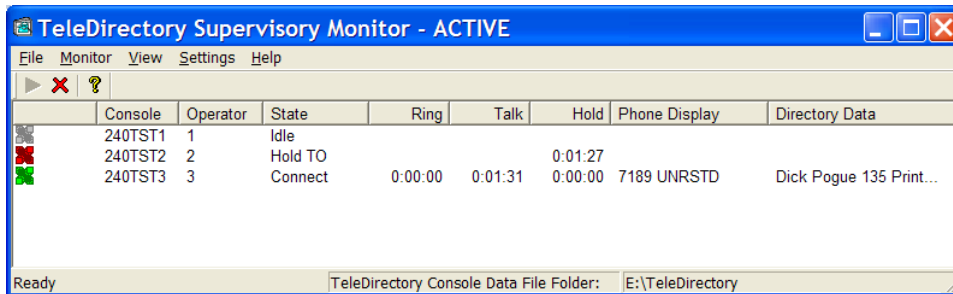 TeleDirectory Supervisory Monitor - ACTIVE
File Monitor View Settings Help
Console Operator State Ring Talk Hold Phone Display Directory Data
240TST1 1 Idle
240TST2 2 Hold TO 0:01:27
240TST3 3 Connect 0:00:00 0:01:31 0:00:00 7189 UNRSTD Dick Pogue 135 Print...
Ready TeleDirectory Console Data File Folder: E:\TeleDirectory